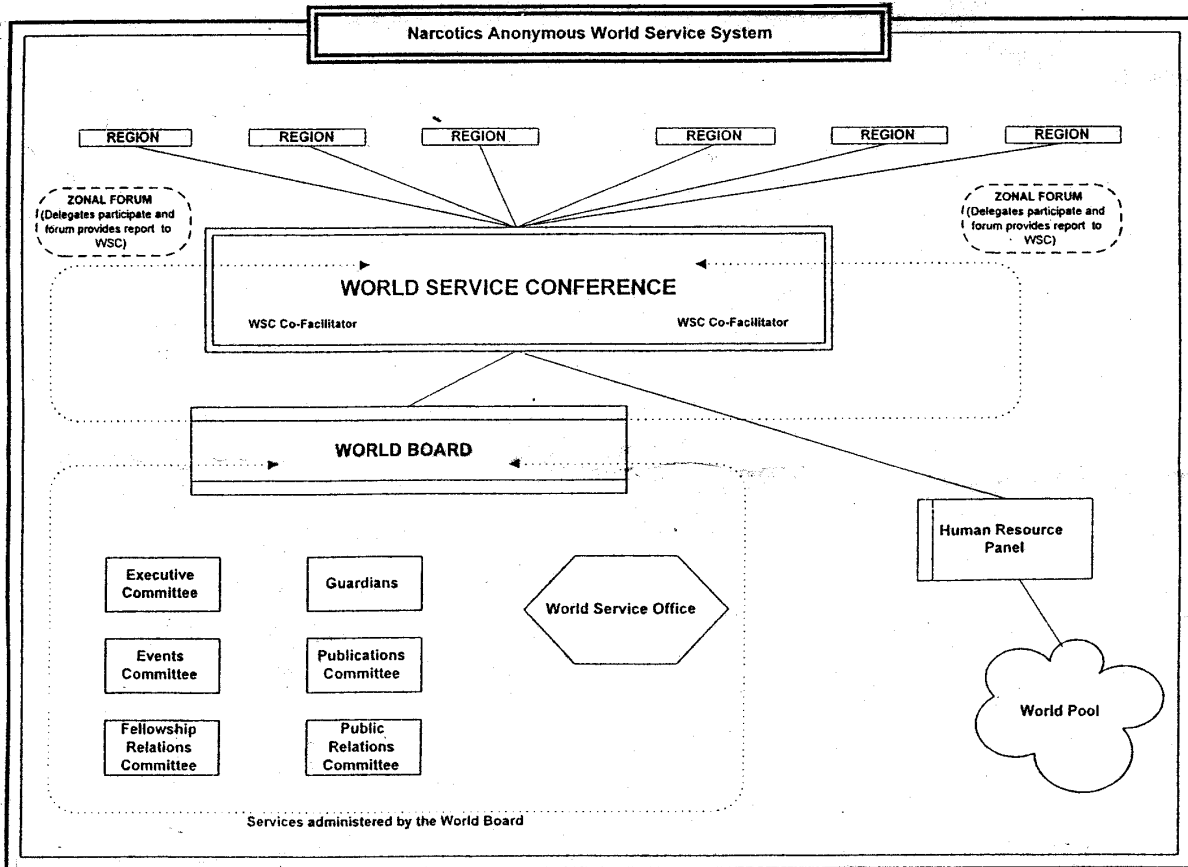 Narcotics Anonymous World Service System
REGION
REGION
REGION
REGION
REGION
REGION
ZONAL FORUM
(Delegates participate and
forum provides report to
WSC)
ZONAL FORUM
(Delegates participate and
forum provides report to
WSC)
WORLD SERVICE CONFERENCE
WSC Co-Facilitator
WSC Co-Facilitator
WORLD BOARD
Human Resource
Panel
Executive
Committee
Guardians
World Service Office
Events
Committee
Publications
Committee
World Pool
Fellowship
Relations
Committee
Public
Relations
Committee
Services administered by the World Board